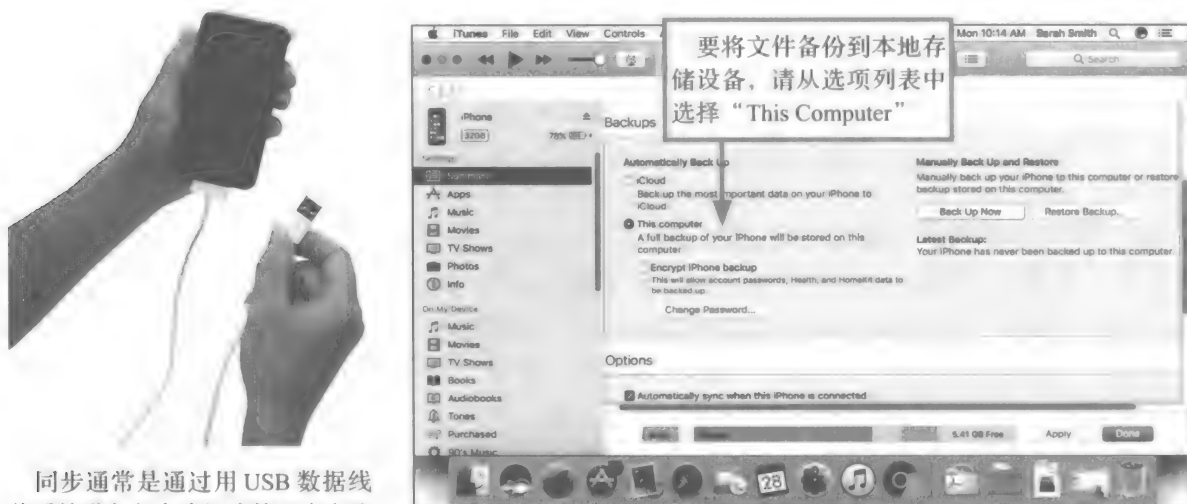 iTunes File Edit View Controls
Mon 10:14 AM Sarah Smith
要将文件备份到本地存
储设备，请从选项列表中
选择“This Computer”
Search
iPhone
78%
Backups
Settings
Summary
Apps
Music
Movies
TV Shows
Photos
Info
On My Device
Music
Movies
TV Shows
Books
Audiobooks
Tones
Purchased
90's Music
Automatically Back Up
iCloud
Back up the most important data on your iPhone to
iCloud.
This computer
A full backup of your iPhone will be stored on this
computer.
Encrypt iPhone backup
This will allow account passwords, Health, and HomeKit data to
be backed up.
Change Password...
Manually Back Up and Restore
Manually back up your iPhone to this computer or restore
backup stored on this computer.
Back Up Now Restore Backup...
Latest Backup:
Your iPhone has never been backed up to this computer.
Options
Automatically sync when this iPhone is connected
5.41 GB Free Apply Done
28
同步通常是通过用 USB 数据线